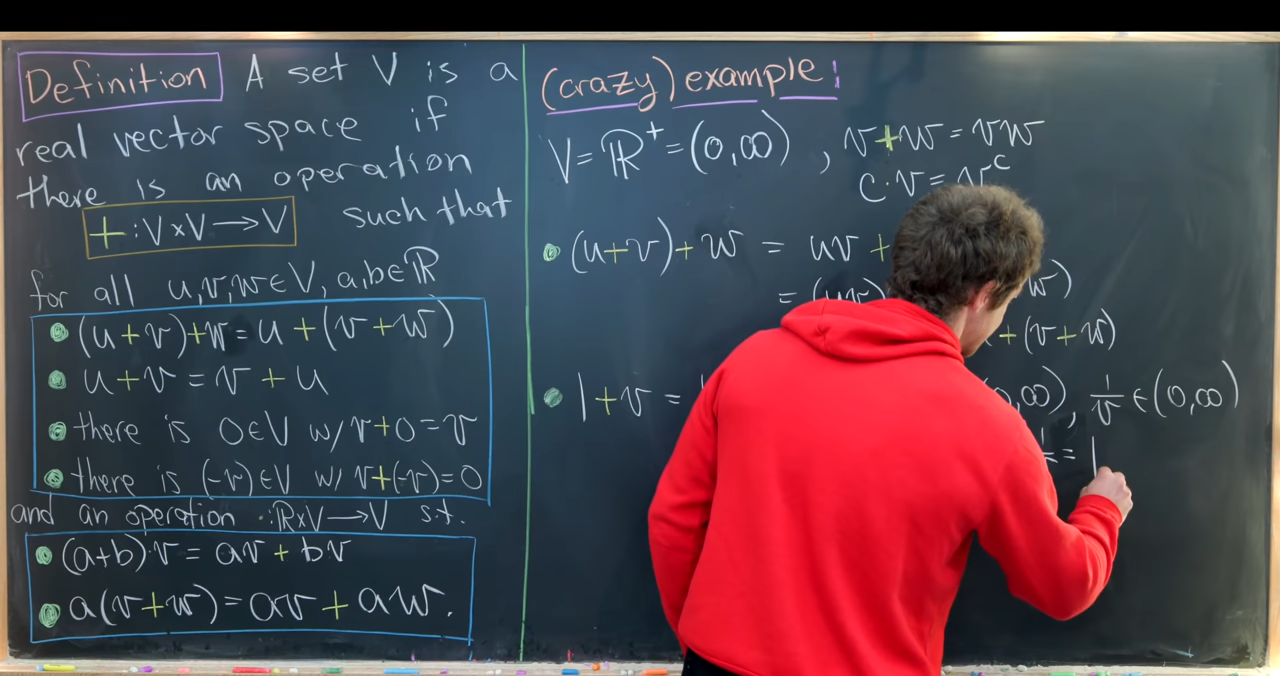 Definition A set V is a
real vector space if
there is an operation
+ : V × V → V such that
for all u, v, w ∈ V, a, b ∈ ℝ
• (u + v) + w = u + (v + w)
• u + v = v + u
• there is 0 ∈ V w/ v + 0 = v
• there is (-v) ∈ V w/ v + (-v) = 0
and an operation · : ℝ × V → V s.t.
• (a+b)·v = av + bv
• a(v + w) = av + aw.
(crazy) example!
V = ℝ⁺ = (0, ∞) , v + w = vw
c · v = v^c
• (u + v) + w = uv +
= (uv) w)
+ (v + w)
• 1 + v =
0, ∞), 1/v ∈ (0, ∞)
= 1